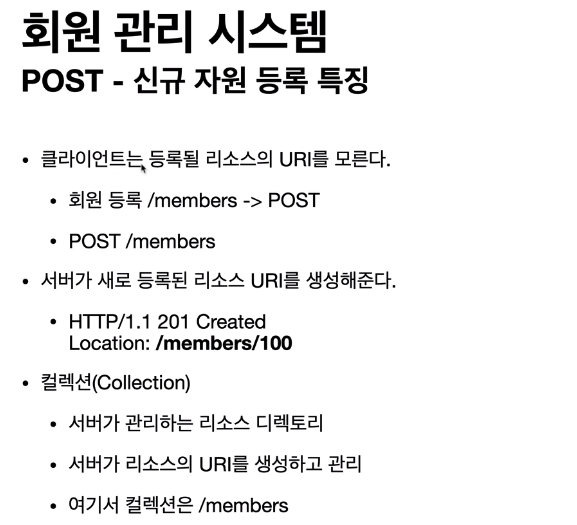 회원 관리 시스템
POST - 신규 자원 등록 특징
• 클라이언트는 등록될 리소스의 URI를 모른다.
• 회원 등록 /members -> POST
• POST /members
• 서버가 새로 등록된 리소스 URI를 생성해준다.
• HTTP/1.1 201 Created
Location: /members/100
• 컬렉션(Collection)
• 서버가 관리하는 리소스 디렉토리
• 서버가 리소스의 URI를 생성하고 관리
• 여기서 컬렉션은 /members